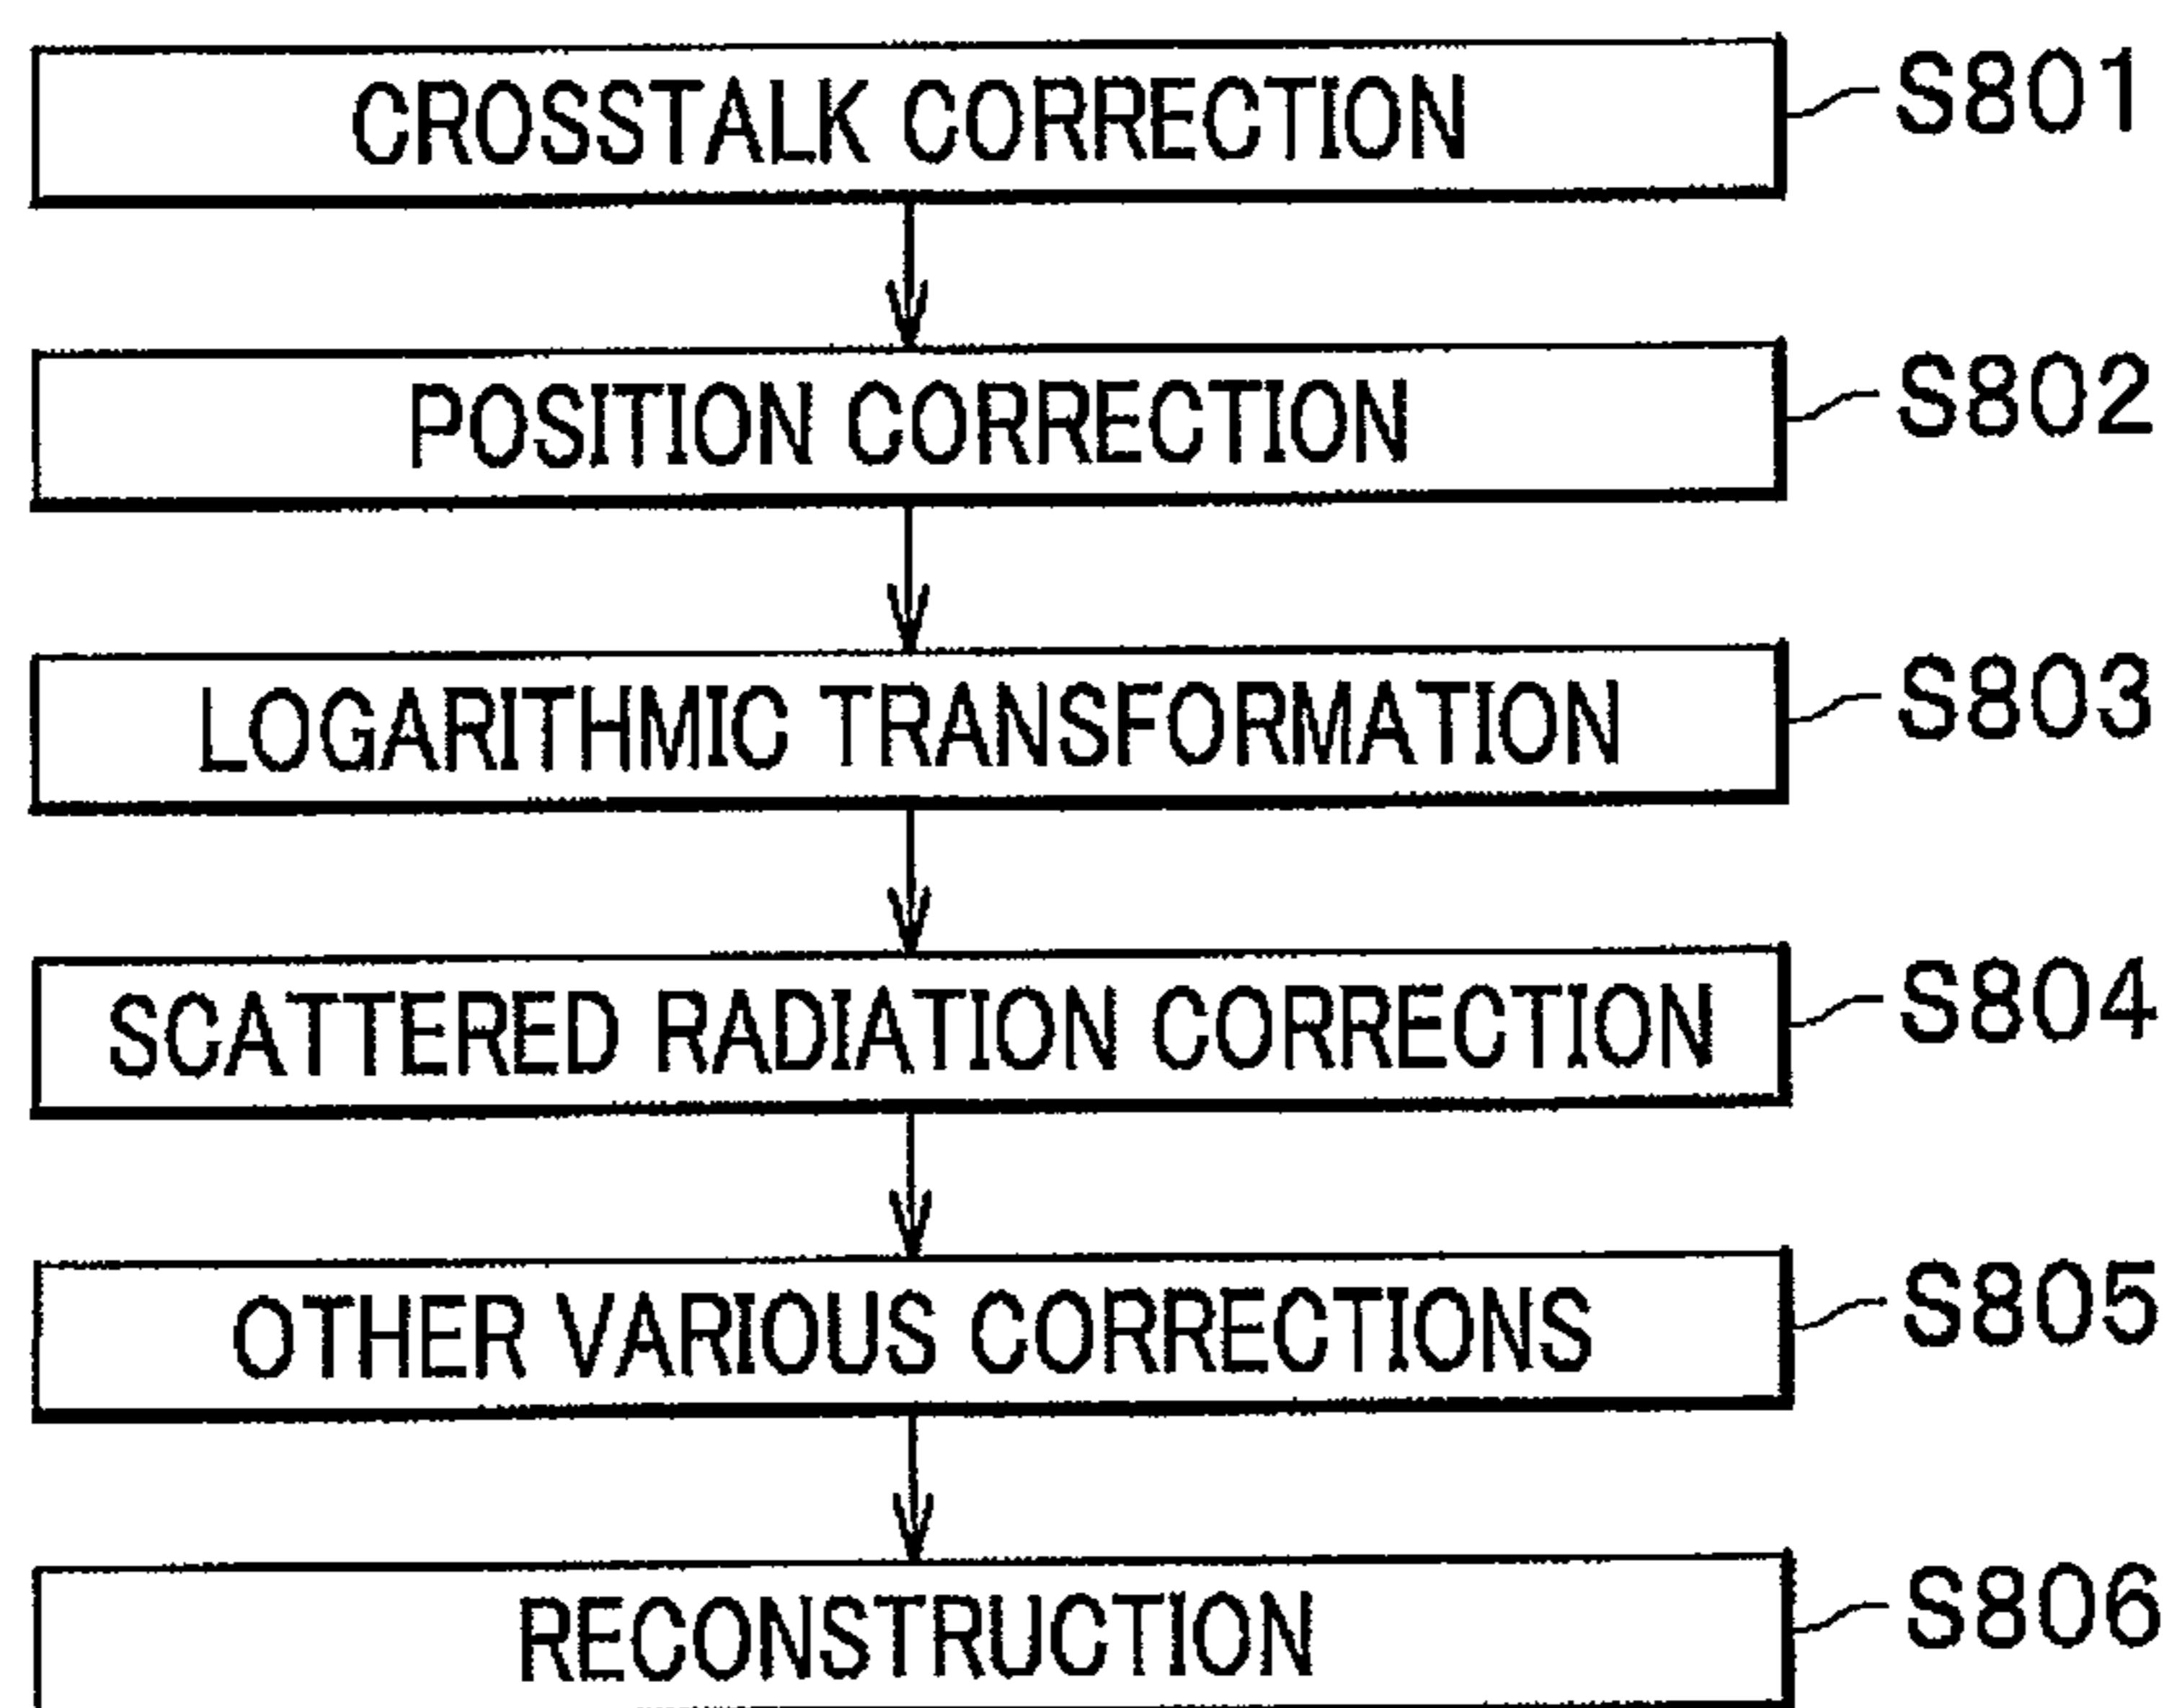 CROSSTALK CORRECTION S801
POSITION CORRECTION S802
LOGARITHMIC TRANSFORMATION S803
SCATTERED RADIATION CORRECTION S804
OTHER VARIOUS CORRECTIONS S805
RECONSTRUCTION S806